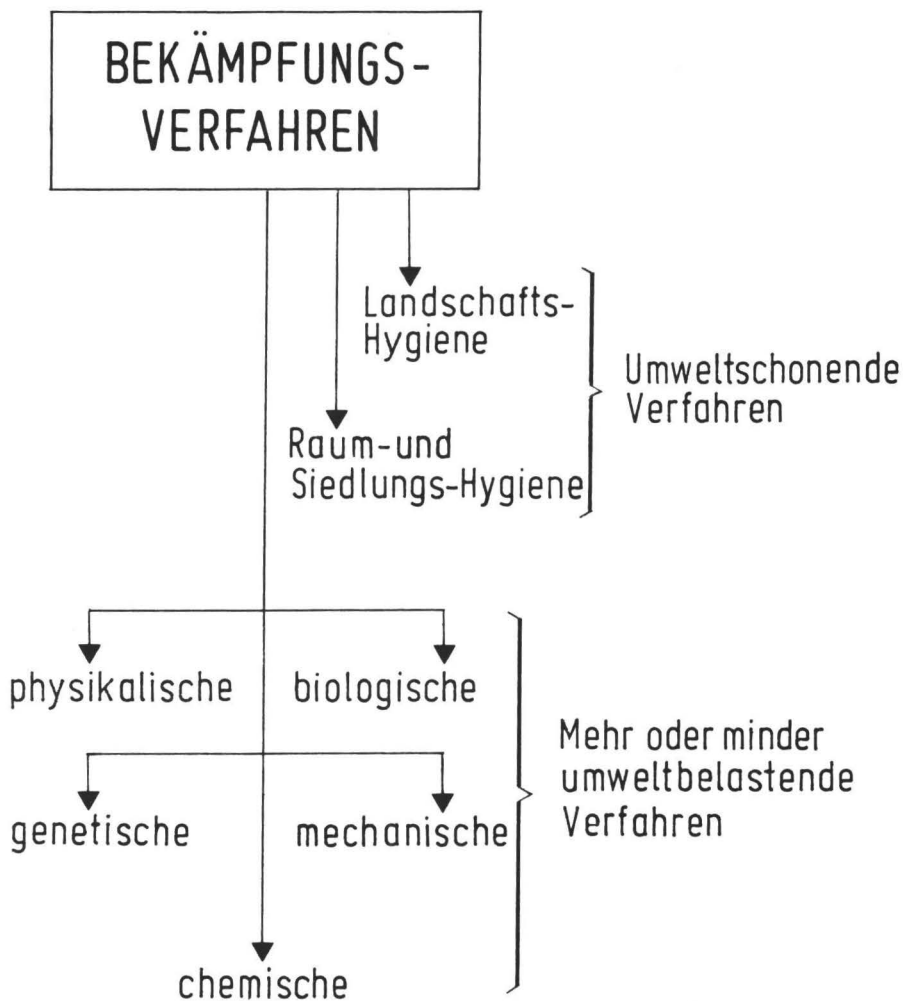 BEKÄMPFUNGS-
VERFAHREN
Landschafts-
Hygiene
Umweltschonende
Verfahren
Raum-und
Siedlungs-Hygiene
physikalische
biologische
Mehr oder minder
umweltbelastende
Verfahren
genetische
mechanische
chemische